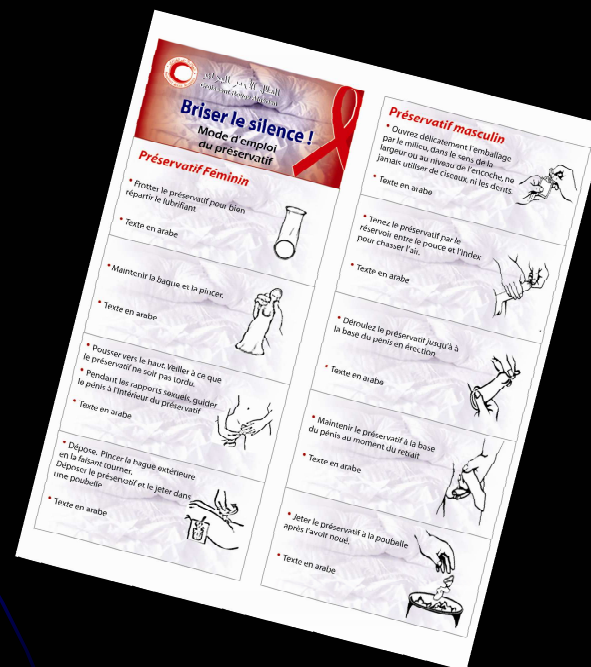 Briser le silence !
Mode d'emploi
du préservatif
Préservatif Féminin
• Frotter le préservatif pour bien
répartir le lubrifiant
• Texte en arabe
• Maintenir la bague et la pincer.
• Texte en arabe
• Pousser vers le haut. Veiller à ce que
le préservatif ne soit pas tordu.
• Pendant les rapports sexuels, guider
le pénis à l'intérieur du préservatif
• Texte en arabe
• Dépose. Pincer la bague extérieure
en la faisant tourner.
Déposer le préservatif et le jeter dans
une poubelle
• Texte en arabe
Préservatif masculin
• Ouvrez délicatement l'emballage
par le milieu, dans le sens de la
largeur ou au niveau de l'encoche, ne
jamais utiliser de ciseaux, ni les dents.
• Texte en arabe
• Tenez le préservatif par le
réservoir entre le pouce et l'index
pour chasser l'air.
• Texte en arabe
• Déroulez le préservatif jusqu'à à
la base du pénis en érection
• Texte en arabe
• Maintenir le préservatif à la base
du pénis au moment du retrait
• Texte en arabe
• Jeter le préservatif à la poubelle
après l'avoir noué.
• Texte en arabe